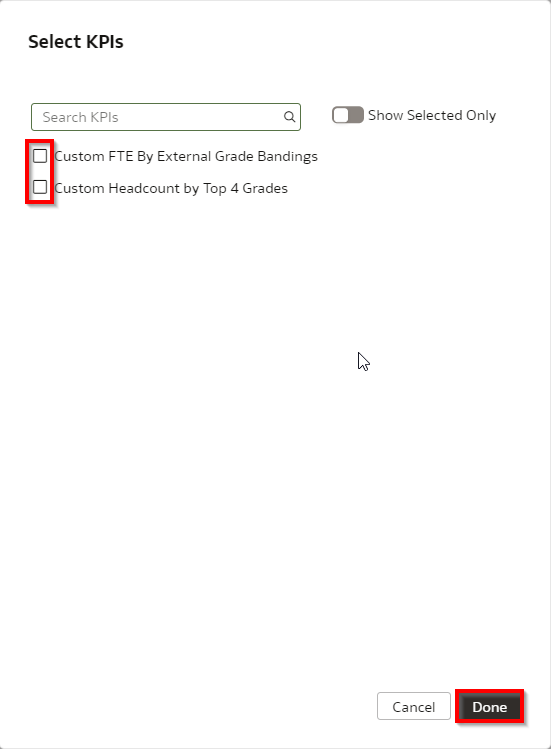 Select KPIs
Search KPIs
Show Selected Only
Custom FTE By External Grade Bandings
Custom Headcount by Top 4 Grades
Cancel
Done